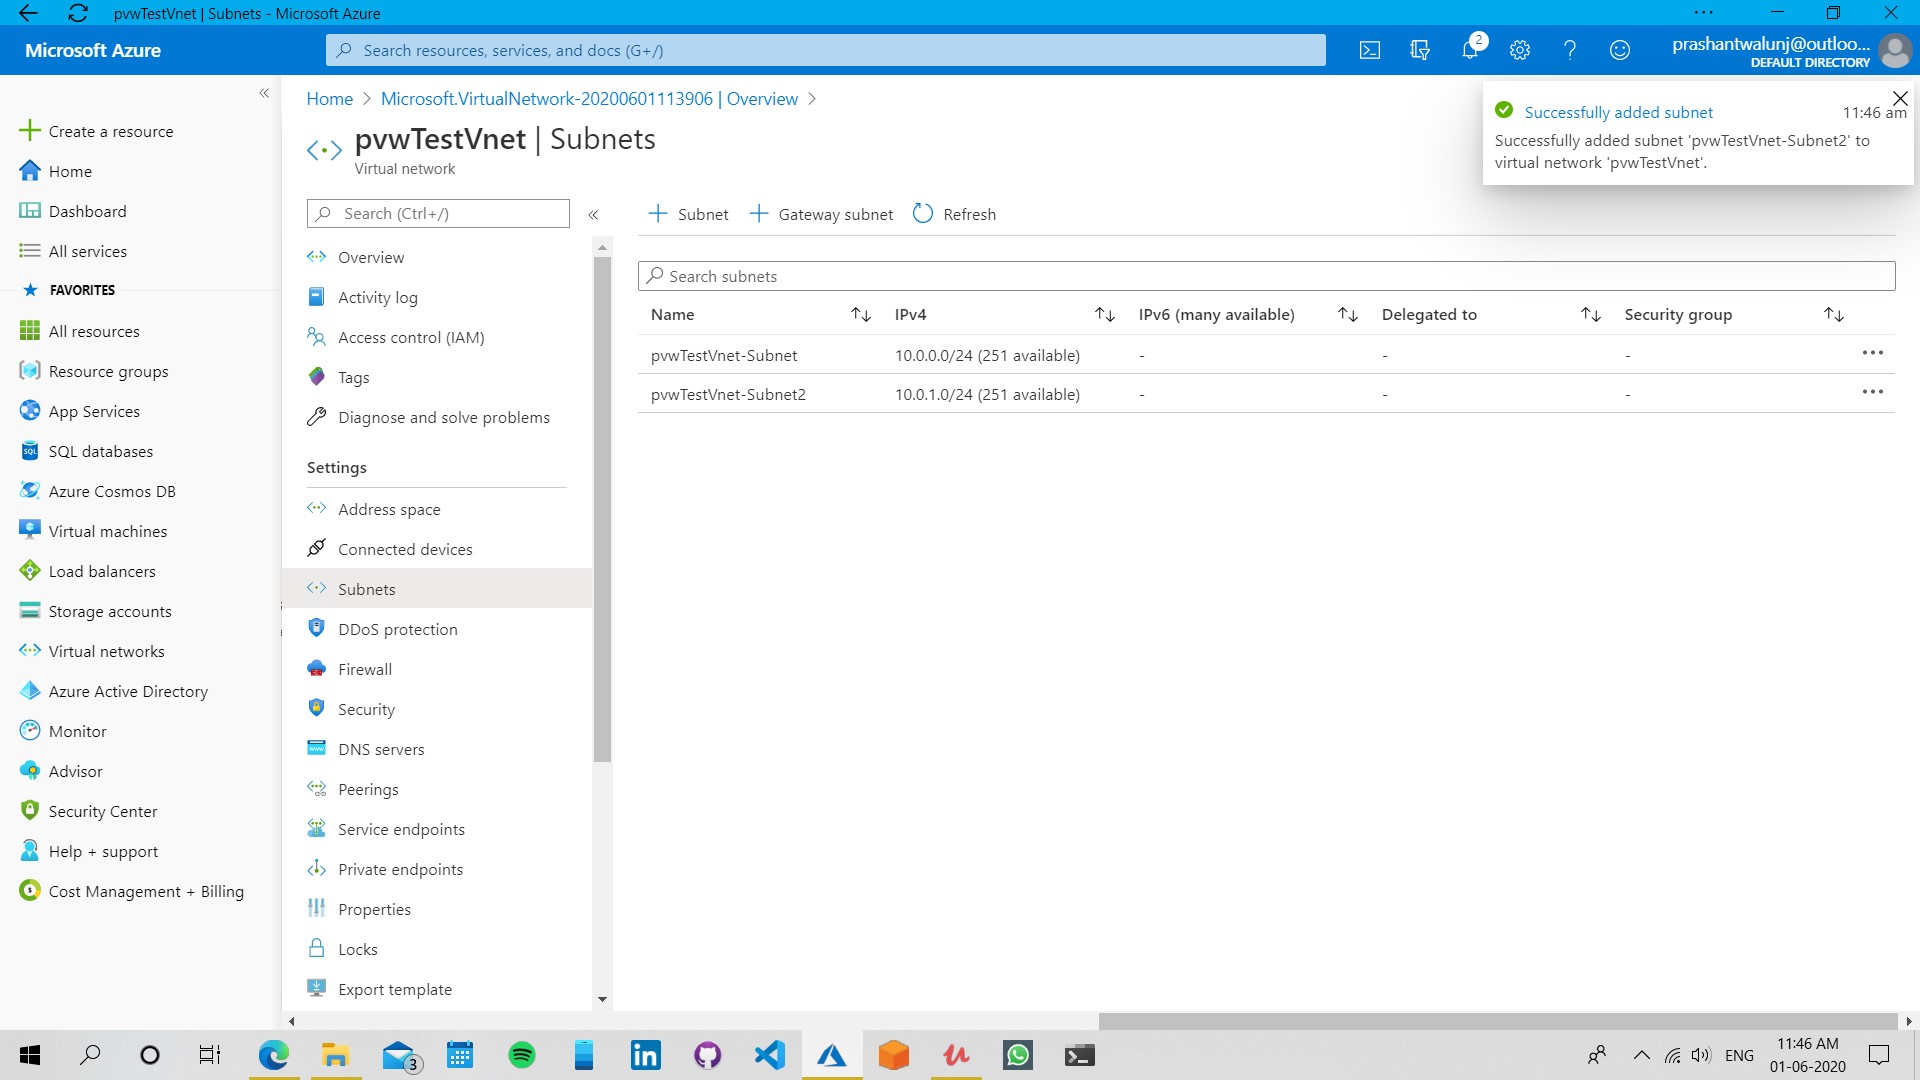 pvwTestVnet | Subnets - Microsoft Azure
Microsoft Azure
Search resources, services, and docs (G+/)
2
prashantwalunj@outloo...
DEFAULT DIRECTORY
Create a resource
Home
Dashboard
All services
FAVORITES
All resources
Resource groups
App Services
SQL databases
Azure Cosmos DB
Virtual machines
Load balancers
Storage accounts
Virtual networks
Azure Active Directory
Monitor
Advisor
Security Center
Help + support
Cost Management + Billing
Home > Microsoft.VirtualNetwork-20200601113906 | Overview >
pvwTestVnet | Subnets
Virtual network
Search (Ctrl+/)
Overview
Activity log
Access control (IAM)
Tags
Diagnose and solve problems
Settings
Address space
Connected devices
Subnets
DDoS protection
Firewall
Security
DNS servers
Peerings
Service endpoints
Private endpoints
Properties
Locks
Export template
Subnet Gateway subnet Refresh
Search subnets
Name IPv4 IPv6 (many available) Delegated to Security group
pvwTestVnet-Subnet 10.0.0.0/24 (251 available) - - -
pvwTestVnet-Subnet2 10.0.1.0/24 (251 available) - - -
Successfully added subnet 11:46 am
Successfully added subnet 'pvwTestVnet-Subnet2' to
virtual network 'pvwTestVnet'.
3
ENG
11:46 AM
01-06-2020